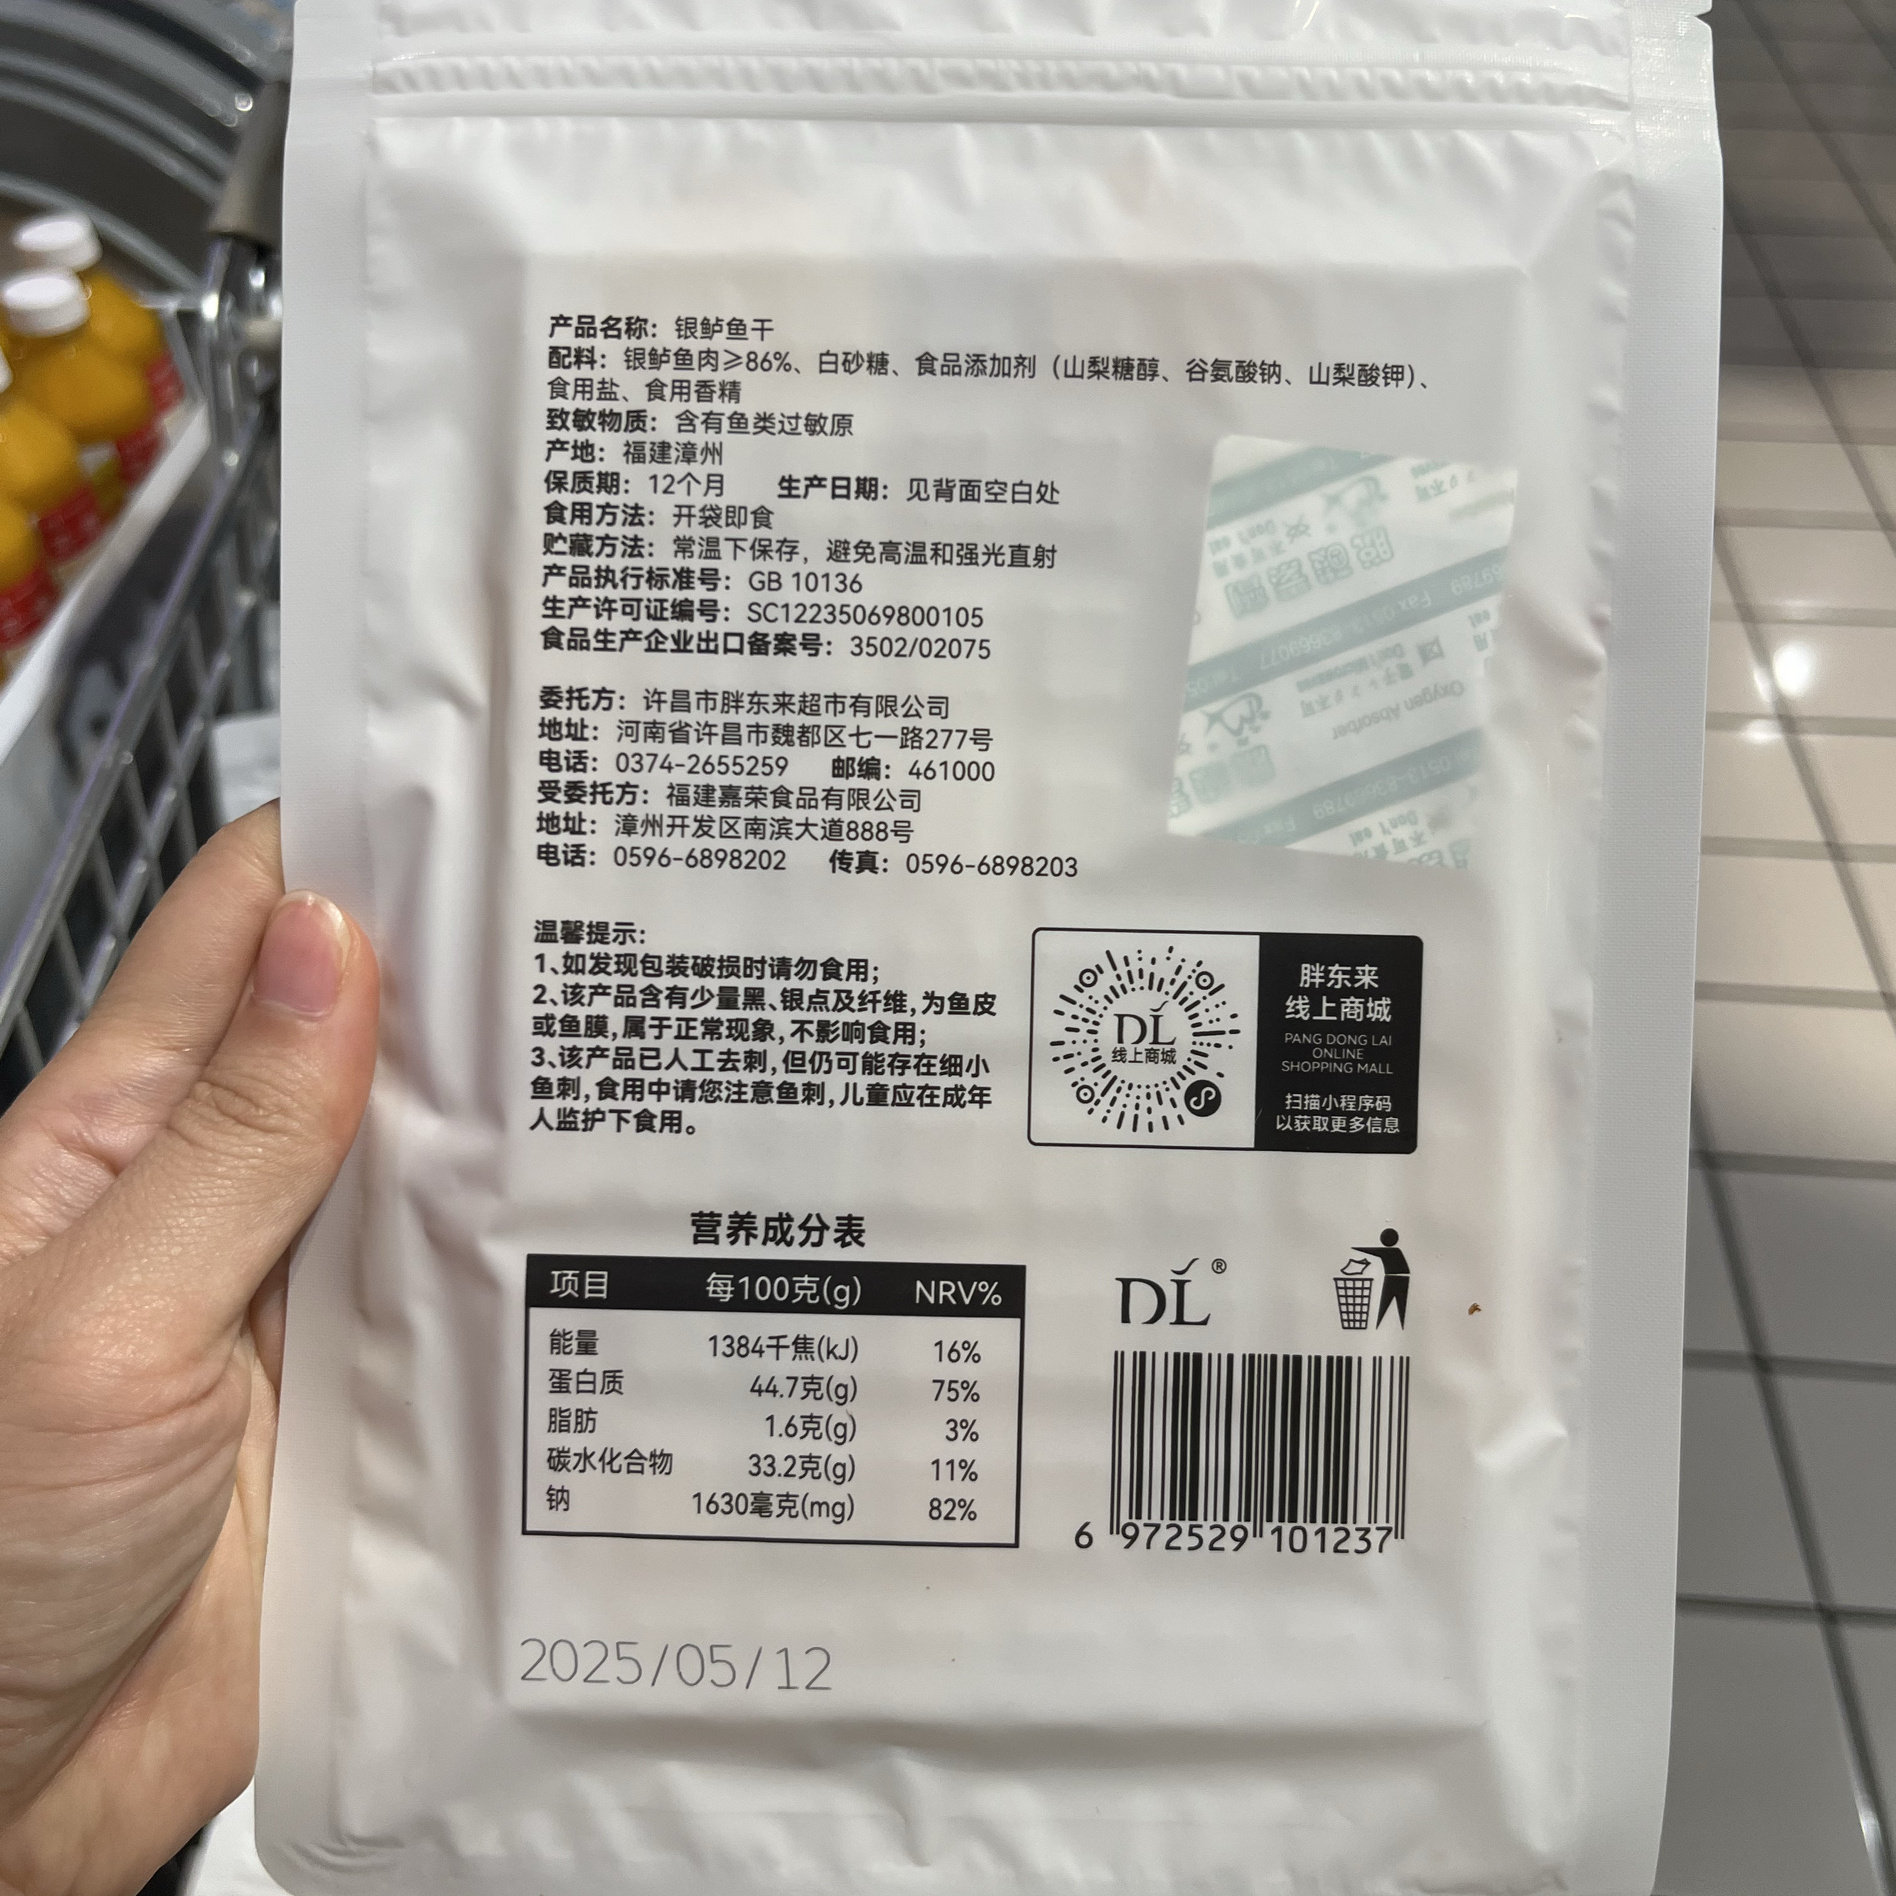 产品名称：银鲈鱼干
配料：银鲈鱼肉≥86%、白砂糖、食品添加剂（山梨糖醇、谷氨酸钠、山梨酸钾）、
食用盐、食用香精
致敏物质：含有鱼类过敏原
产地：福建漳州
保质期：12个月 生产日期：见背面空白处
食用方法：开袋即食
贮藏方法：常温下保存，避免高温和强光直射
产品执行标准号：GB 10136
生产许可证编号：SC12235069800105
食品生产企业出口备案号：3502/02075
委托方：许昌市胖东来超市有限公司
地址：河南省许昌市魏都区七一路277号
电话：0374-2655259 邮编：461000
受委托方：福建嘉荣食品有限公司
地址：漳州开发区南滨大道888号
电话：0596-6898202 传真：0596-6898203
Oxygen Absorber
温馨提示：
1、如发现包装破损时请勿食用；
2、该产品含有少量黑、银点及纤维，为鱼皮
或鱼膜，属于正常现象，不影响食用；
3、该产品已人工去刺，但仍可能存在细小
鱼刺，食用中请您注意鱼刺，儿童应在成年
人监护下食用。
DL
线上商城
胖东来
线上商城
PANG DONG LAI
ONLINE
SHOPPING MALL
扫描小程序码
以获取更多信息
营养成分表
项目 每100克(g) NRV%
能量 1384千焦(kJ) 16%
蛋白质 44.7克(g) 75%
脂肪 1.6克(g) 3%
碳水化合物 33.2克(g) 11%
钠 1630毫克(mg) 82%
DL®
6 972529 101237
2025/05/12